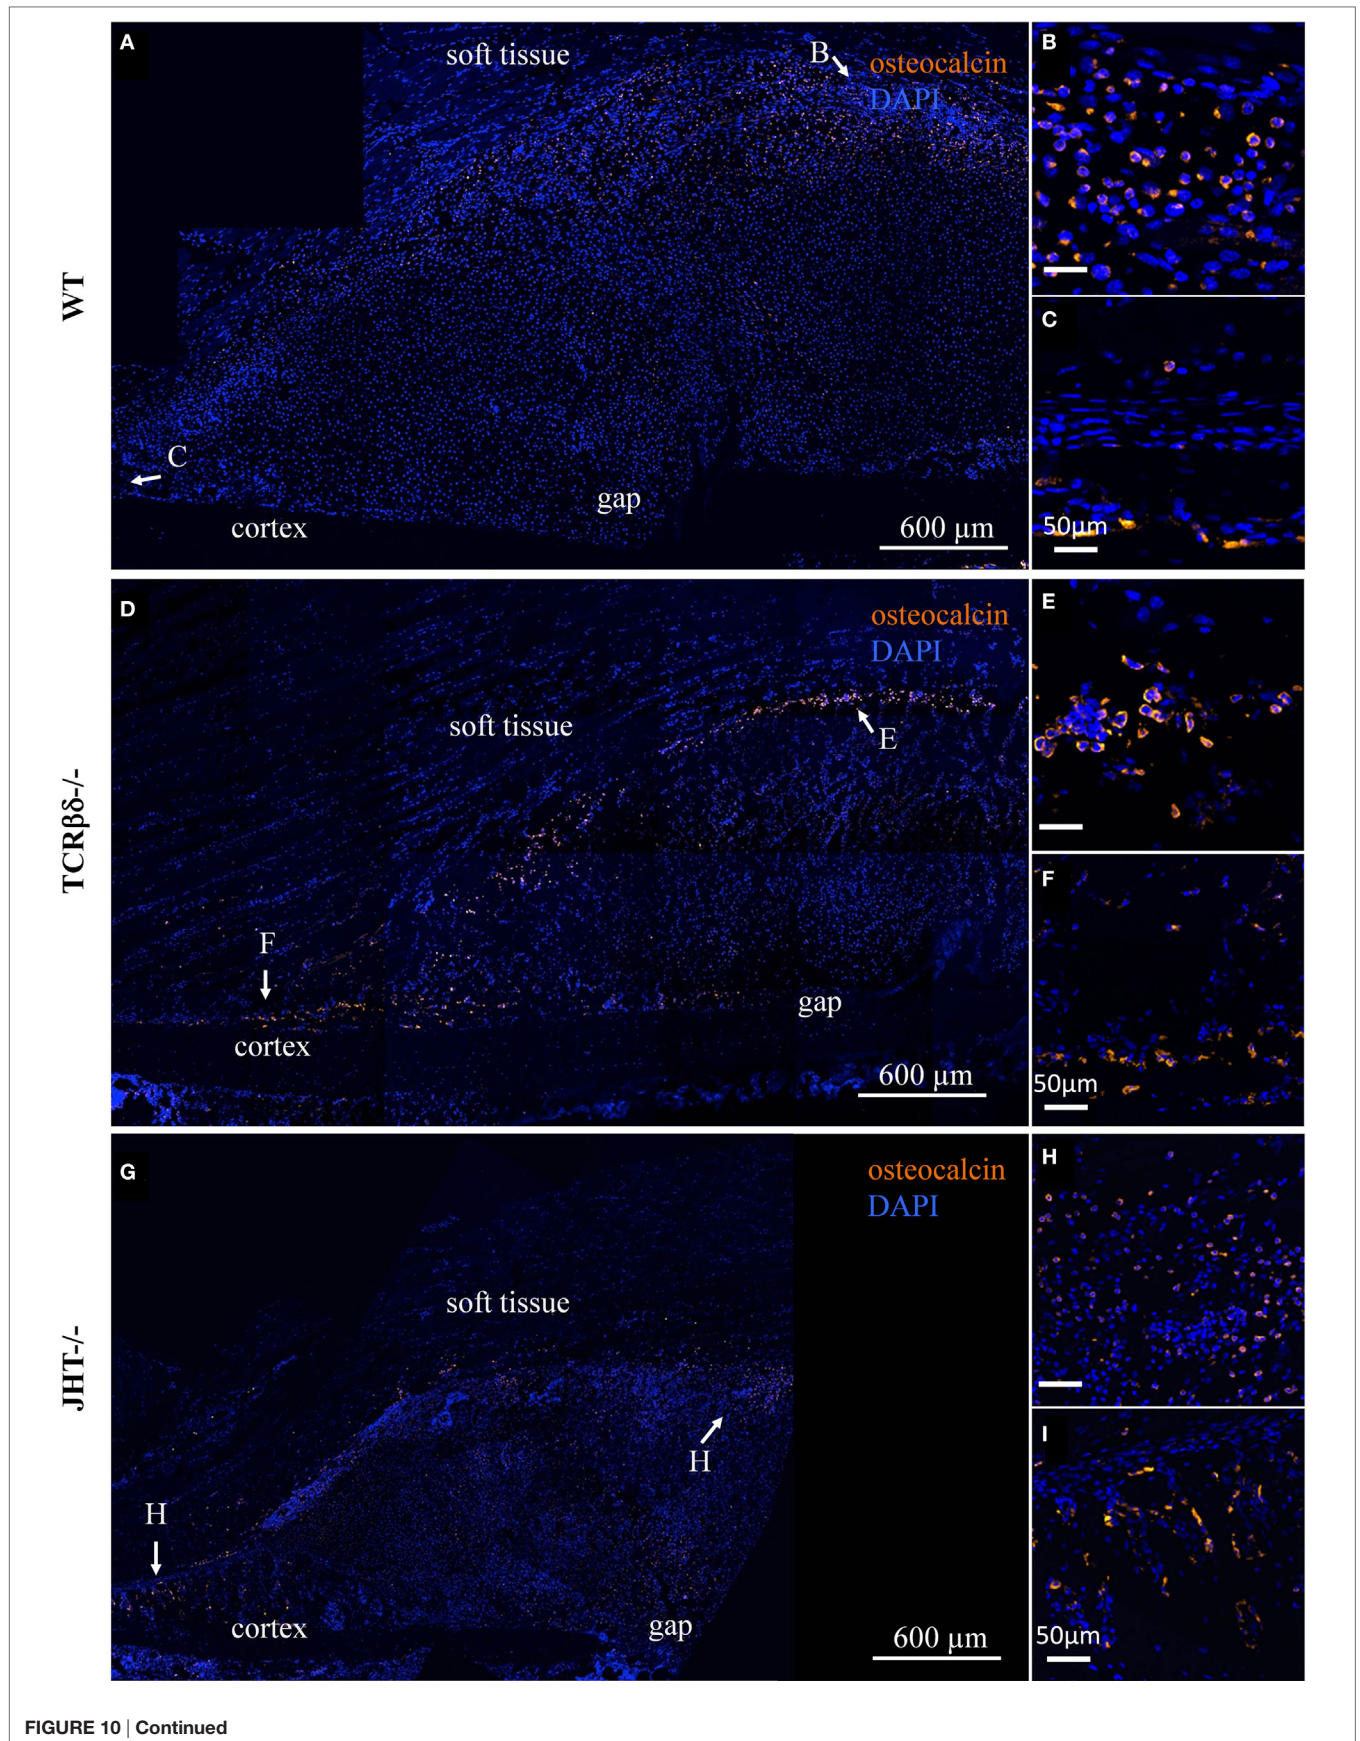 A
soft tissue
B
osteocalcin
DAPI
C
cortex
gap
600 µm
WT
B
C
50µm
D
osteocalcin
DAPI
soft tissue
E
F
gap
cortex
600 µm
TCRβδ-/-
E
F
50µm
G
osteocalcin
DAPI
soft tissue
H
H
cortex
gap
600 µm
JHT-/-
H
I
50µm
FIGURE 10 | Continued